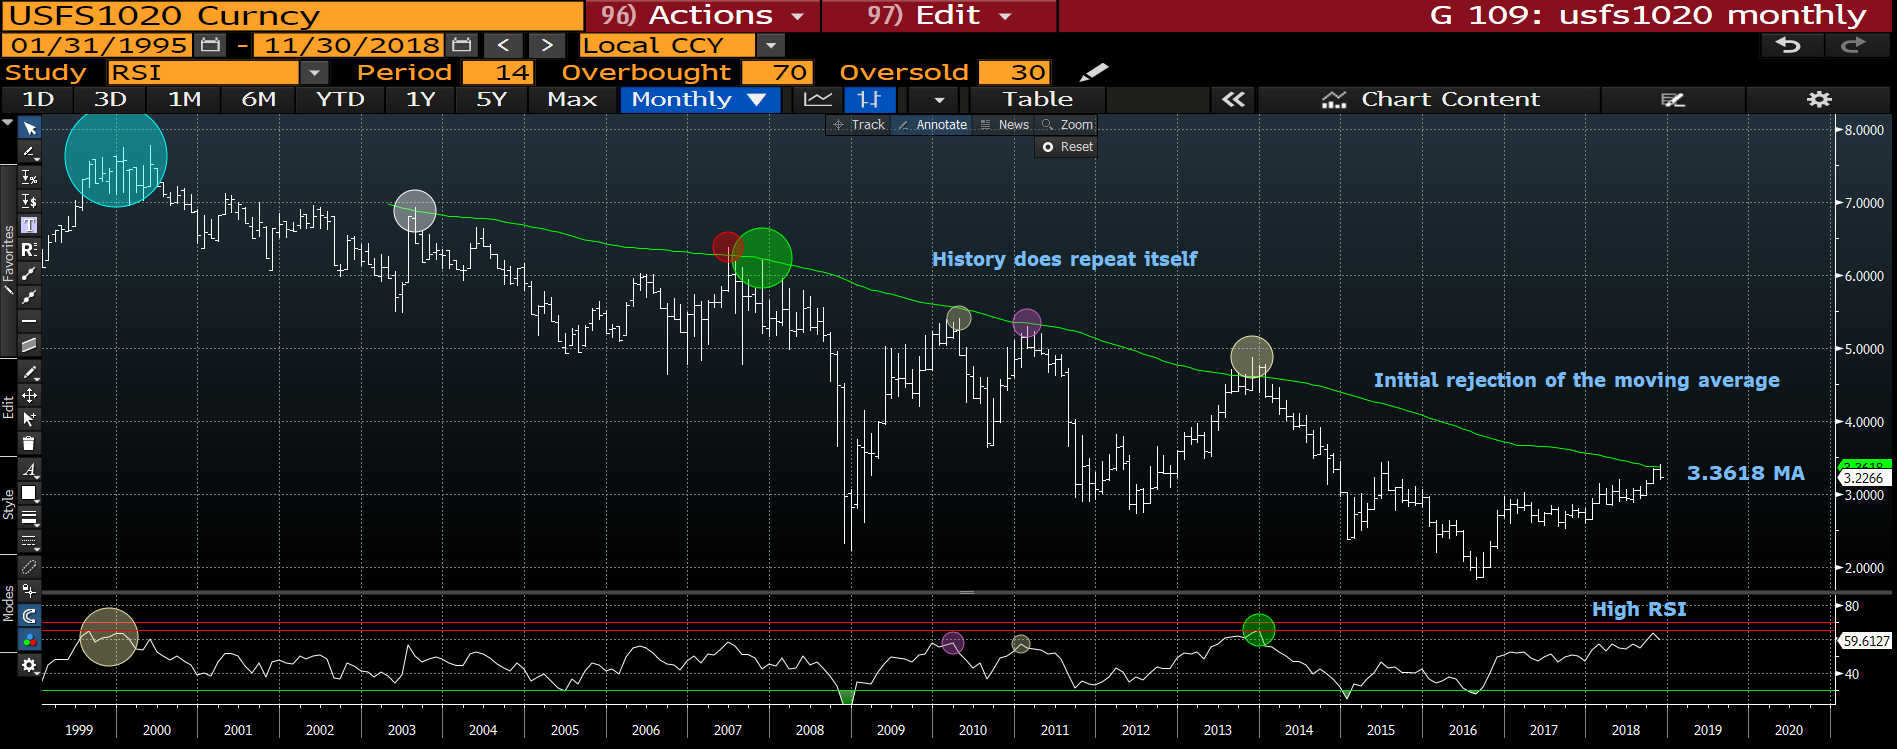 USFS1020 Curncy 96) Actions 97) Edit G 109: usfs1020 monthly
01/31/1995 - 11/30/2018 < > Local CCY
Study RSI Period 14 Overbought 70 Oversold 30
1D 3D 1M 6M YTD 1Y 5Y Max Monthly Table « Chart Content
Track Annotate News Zoom
Reset
Favorites
Edit
Style
Modes
8.0000
7.0000
History does repeat itself
6.0000
5.0000
Initial rejection of the moving average
4.0000
3.3618 MA
3.3618
3.2266
3.0000
2.0000
High RSI
80
59.6127
40
1999 2000 2001 2002 2003 2004 2005 2006 2007 2008 2009 2010 2011 2012 2013 2014 2015 2016 2017 2018 2019 2020